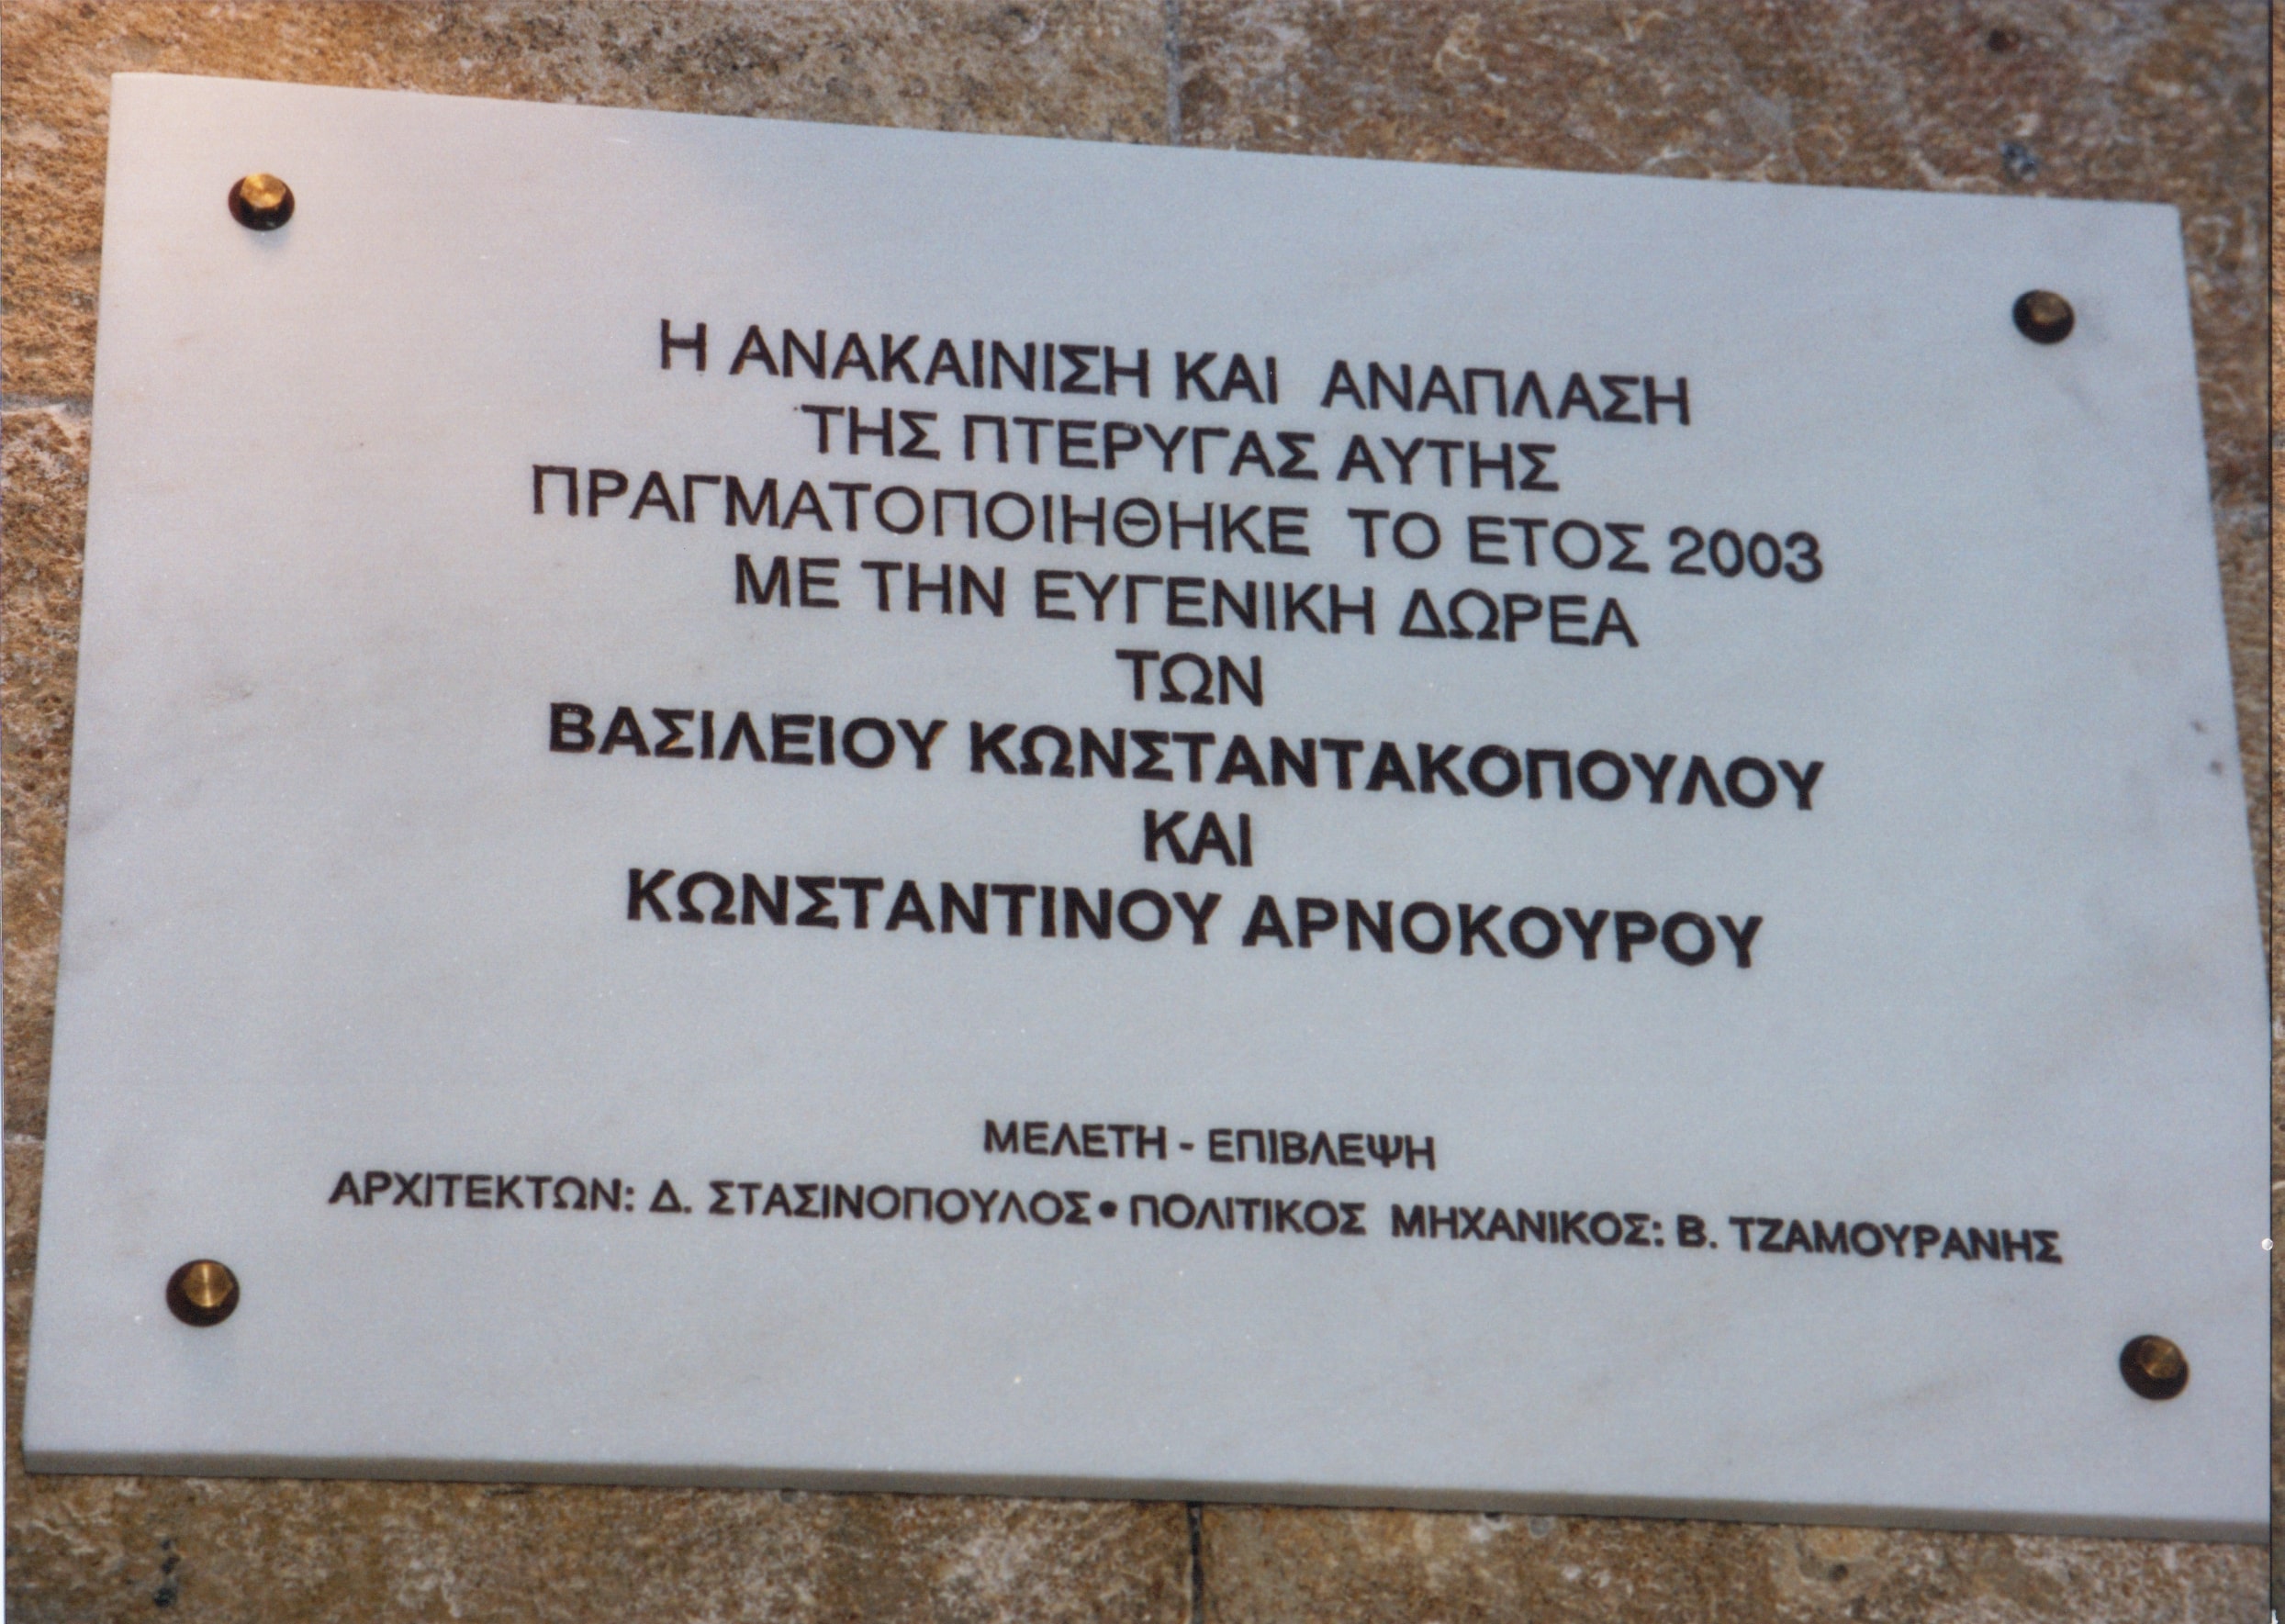 Η ΑΝΑΚΑΙΝΙΣΗ ΚΑΙ ΑΝΑΠΛΑΣΗ
ΤΗΣ ΠΤΕΡΥΓΑΣ ΑΥΤΗΣ
ΠΡΑΓΜΑΤΟΠΟΙΗΘΗΚΕ ΤΟ ΕΤΟΣ 2003
ΜΕ ΤΗΝ ΕΥΓΕΝΙΚΗ ΔΩΡΕΑ
ΤΩΝ
ΒΑΣΙΛΕΙΟΥ ΚΩΝΣΤΑΝΤΑΚΟΠΟΥΛΟΥ
ΚΑΙ
ΚΩΝΣΤΑΝΤΙΝΟΥ ΑΡΝΟΚΟΥΡΟΥ
ΜΕΛΕΤΗ - ΕΠΙΒΛΕΨΗ
ΑΡΧΙΤΕΚΤΩΝ: Δ. ΣΤΑΣΙΝΟΠΟΥΛΟΣ • ΠΟΛΙΤΙΚΟΣ ΜΗΧΑΝΙΚΟΣ: Β. ΤΖΑΜΟΥΡΑΝΗΣ